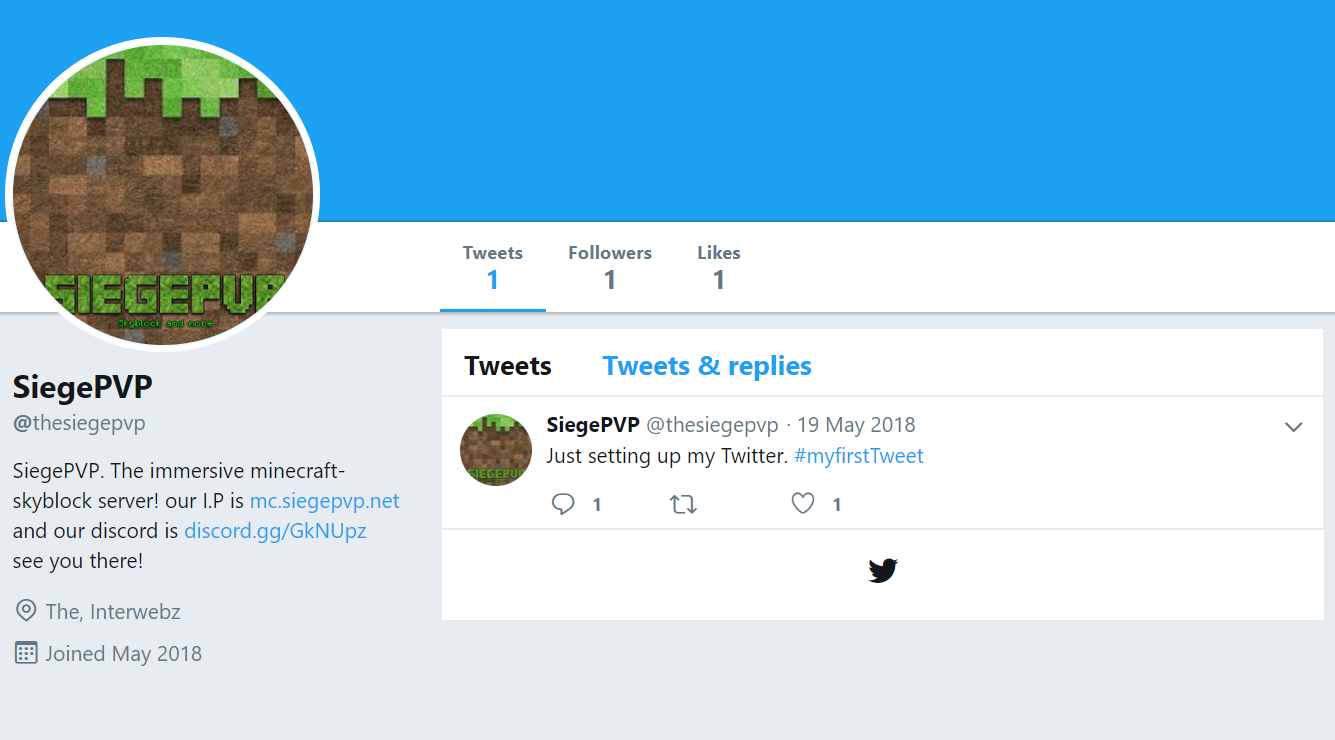 SIEGEPVP
Skyblock and more
Tweets Followers Likes
1 1 1
SiegePVP
@thesiegepvp
SiegePVP. The immersive minecraft-
skyblock server! our I.P is mc.siegepvp.net
and our discord is discord.gg/GkNUpz
see you there!
The, Interwebz
Joined May 2018
Tweets Tweets & replies
SIEGEPVP
SiegePVP @thesiegepvp · 19 May 2018
Just setting up my Twitter. #myfirstTweet
1 1